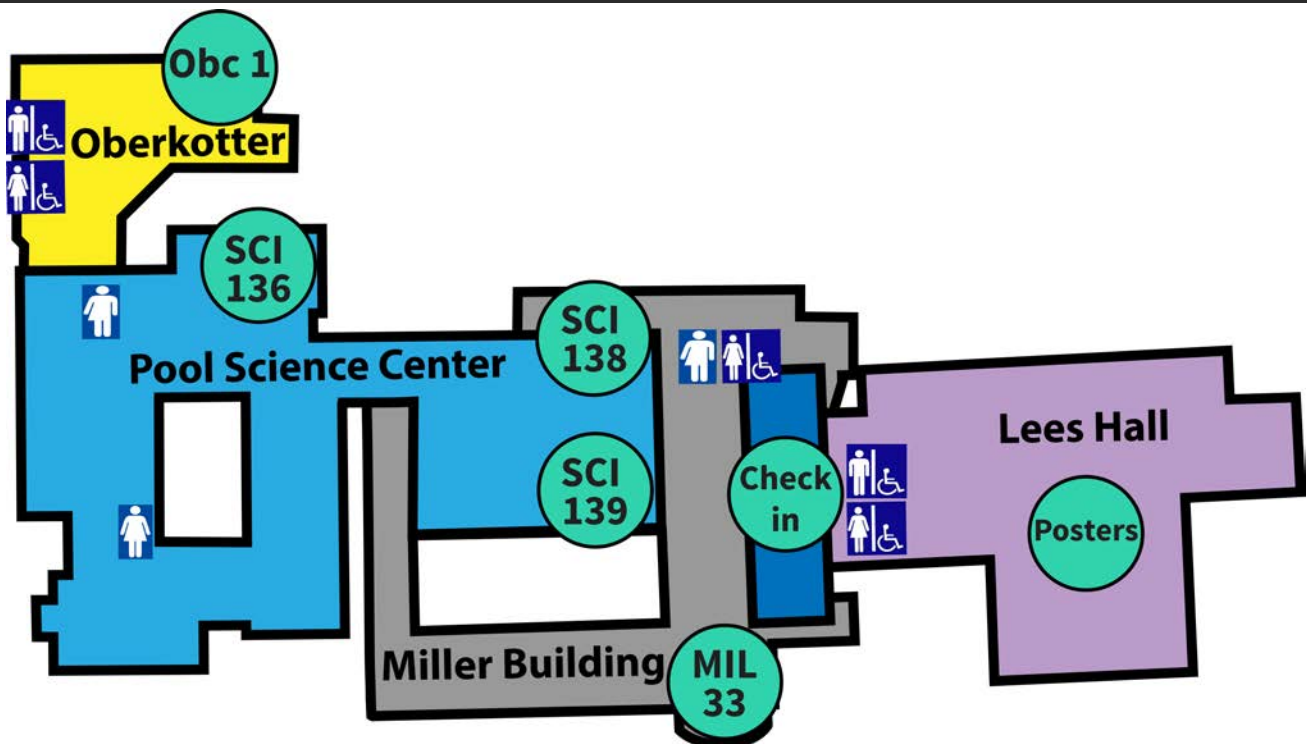 Obc 1
Oberkotter
SCI
136
SCI
138
Pool Science Center
Lees Hall
SCI
139
Check
in
Posters
Miller Building
MIL
33